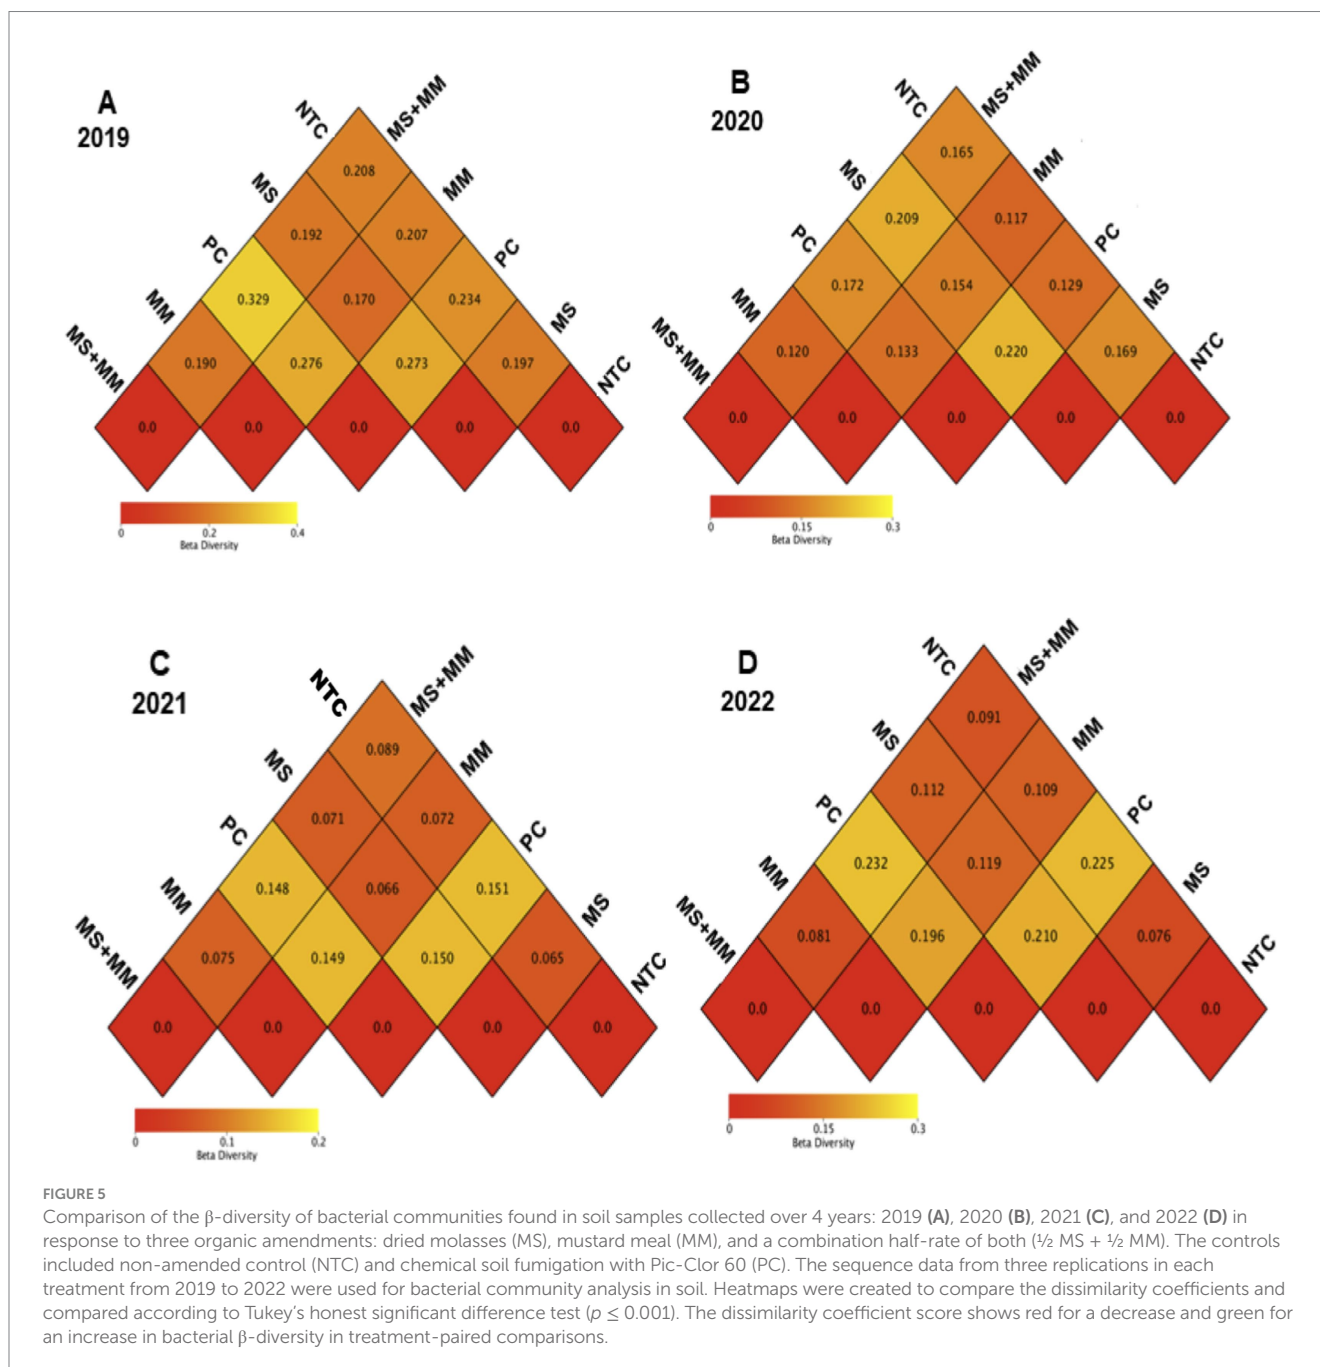 A
2019
NTC
MS+MM
MS
MM
PC
PC
MM
MS
MS+MM
NTC
0.208
0.192
0.207
0.329
0.170
0.234
0.190
0.276
0.273
0.197
0.0
0.0
0.0
0.0
0.0
0
0.2
0.4
Beta Diversity
B
2020
NTC
MS+MM
MS
MM
PC
PC
MM
MS
MS+MM
NTC
0.165
0.209
0.117
0.172
0.154
0.129
0.120
0.133
0.220
0.169
0.0
0.0
0.0
0.0
0.0
0
0.15
0.3
Beta Diversity
C
2021
NTC
MS+MM
MS
MM
PC
PC
MM
MS
MS+MM
NTC
0.089
0.071
0.072
0.148
0.066
0.151
0.075
0.149
0.150
0.065
0.0
0.0
0.0
0.0
0.0
0
0.1
0.2
Beta Diversity
D
2022
NTC
MS+MM
MS
MM
PC
PC
MM
MS
MS+MM
NTC
0.091
0.112
0.109
0.232
0.119
0.225
0.081
0.196
0.210
0.076
0.0
0.0
0.0
0.0
0.0
0
0.15
0.3
Beta Diversity
FIGURE 5
Comparison of the β-diversity of bacterial communities found in soil samples collected over 4 years: 2019 (A), 2020 (B), 2021 (C), and 2022 (D) in
response to three organic amendments: dried molasses (MS), mustard meal (MM), and a combination half-rate of both (½ MS + ½ MM). The controls
included non-amended control (NTC) and chemical soil fumigation with Pic-Clor 60 (PC). The sequence data from three replications in each
treatment from 2019 to 2022 were used for bacterial community analysis in soil. Heatmaps were created to compare the dissimilarity coefficients and
compared according to Tukey's honest significant difference test (p ≤ 0.001). The dissimilarity coefficient score shows red for a decrease and green for
an increase in bacterial β-diversity in treatment-paired comparisons.